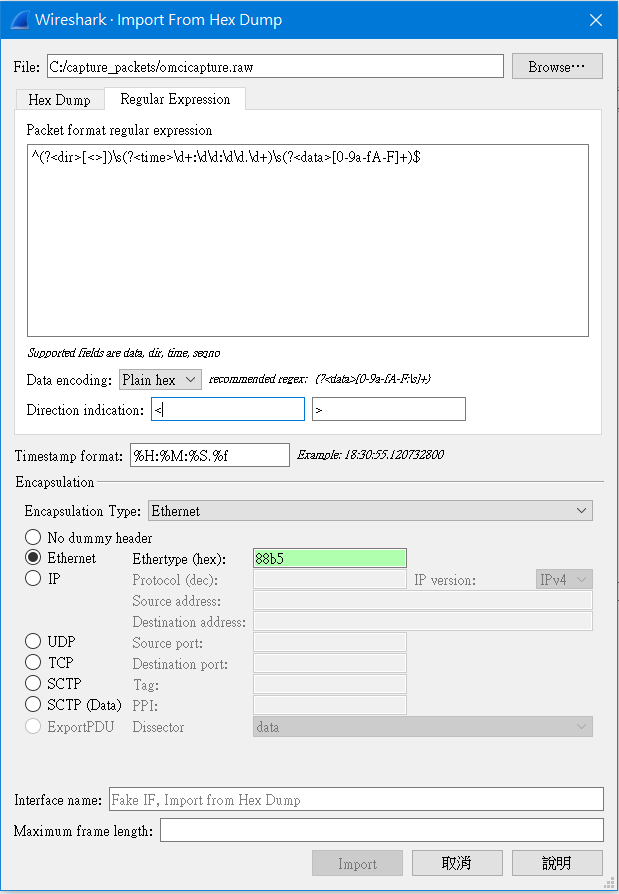 Wireshark · Import From Hex Dump
File: C:/capture_packets/omcicapture.raw Browse···
Hex Dump Regular Expression
Packet format regular expression
^(?<dir>[<>])\s(?<time>\d+:\d\d:\d\d.\d+)\s(?<data>[0-9a-fA-F]+)$
Supported fields are data, dir, time, seqno
Data encoding: Plain hex recommended regex: (?<data>[0-9a-fA-F:\s]+)
Direction indication: < >
Timestamp format: %H:%M:%S.%f Example: 18:30:55.120732800
Encapsulation
Encapsulation Type: Ethernet
No dummy header
Ethernet Ethertype (hex): 88b5
IP Protocol (dec): IP version: IPv4
Source address:
Destination address:
UDP Source port:
TCP Destination port:
SCTP Tag:
SCTP (Data) PPI:
ExportPDU Dissector data
Interface name: Fake IF, Import from Hex Dump
Maximum frame length:
Import 取消 說明